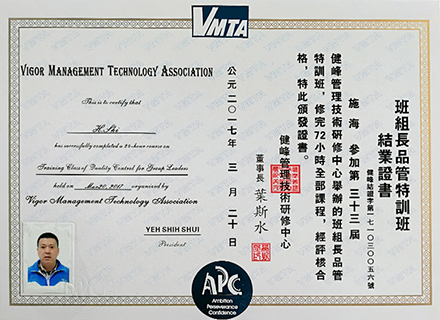 VMTA
VIGOR MANAGEMENT TECHNOLOGY ASSOCIATION
This is to certify that
H.Shi
has successfully completed a 24-hour course on
Training Class of Quality Control for Group Leaders
held on Mar.20, 2017 organized by
Vigor Management Technology Association
YEH SHIH SHUI
President
班組長品管特訓班
結業證書
健峰結證字第一七一０三００五六號
施 海 參加第三十三屆
健峰管理技術研修中心舉辦的班組長品管
特訓班，修完72小時全部課程，經評核合
格，特此頒發證書。
健峰管理技術研修中心
董事長 葉斯水
公元二○一七年 三 月 二十 日
APC
Ambition
Perseverance
Confidence